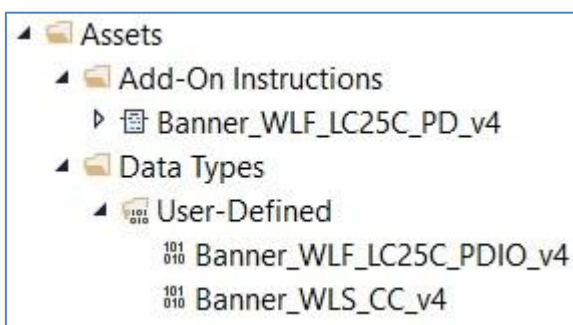 Assets
Add-On Instructions
Banner_WLF_LC25C_PD_v4
Data Types
User-Defined
Banner_WLF_LC25C_PDIO_v4
Banner_WLS_CC_v4